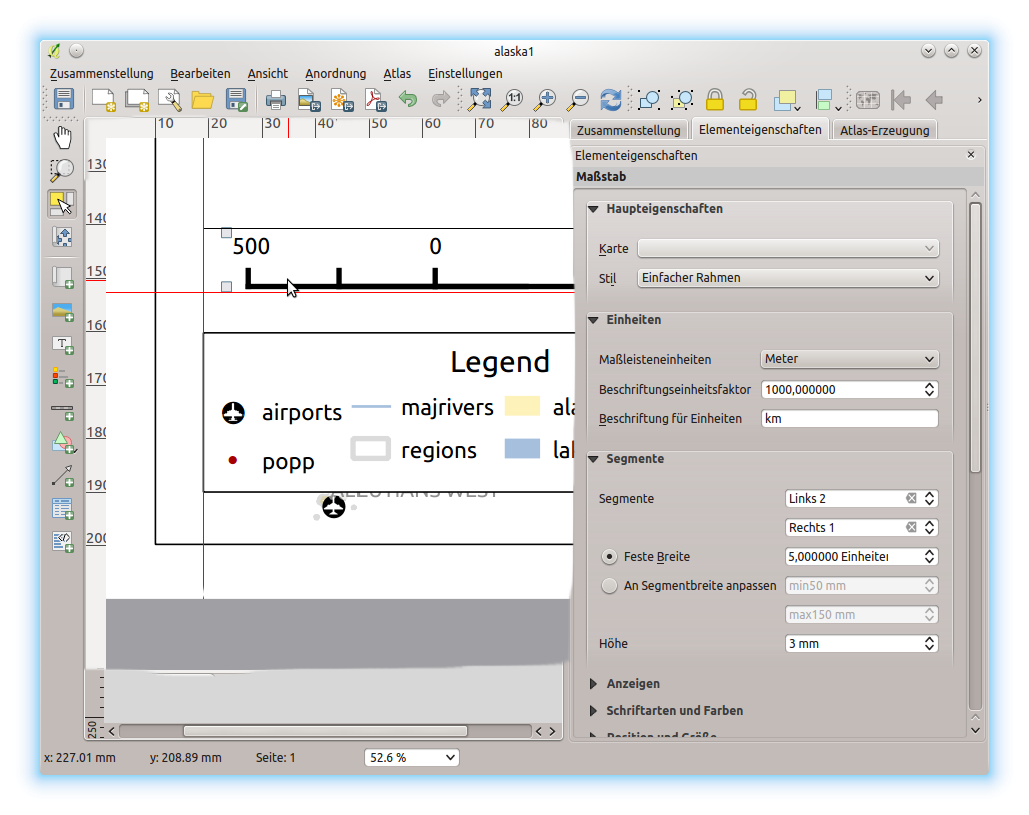 alaska1
Zusammenstellung Bearbeiten Ansicht Anordnung Atlas Einstellungen
1:1
10 20 30 40 50 60 70 80
Zusammenstellung Elementeigenschaften Atlas-Erzeugung
Elementeigenschaften
Maßstab
Haupteigenschaften
Karte
Stil Einfacher Rahmen
Einheiten
Maßleisteneinheiten Meter
Beschriftungseinheitsfaktor 1000,000000
Beschriftung für Einheiten km
Segmente
Segmente Links 2
Rechts 1
Feste Breite 5,000000 Einheiten
An Segmentbreite anpassen min50 mm
max150 mm
Höhe 3 mm
Anzeigen
Schriftarten und Farben
Position und Größe
130
140
150
160
170
180
190
200
250
500 0
Legend
airports majrivers ala
popp regions lak
ALEUTIANS WEST
x: 227.01 mm y: 208.89 mm Seite: 1 52.6 %